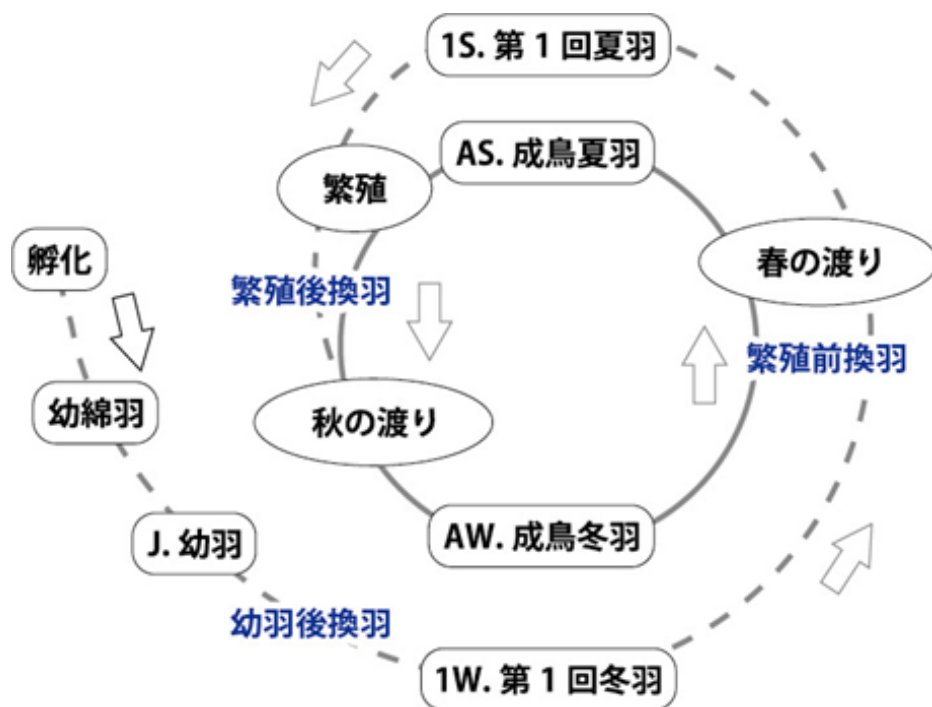 1S. 第 1 回夏羽
AS. 成鳥夏羽
繁殖
春の渡り
孵化
繁殖後換羽
繁殖前換羽
幼綿羽
秋の渡り
J. 幼羽
AW. 成鳥冬羽
幼羽後換羽
1W. 第 1 回冬羽